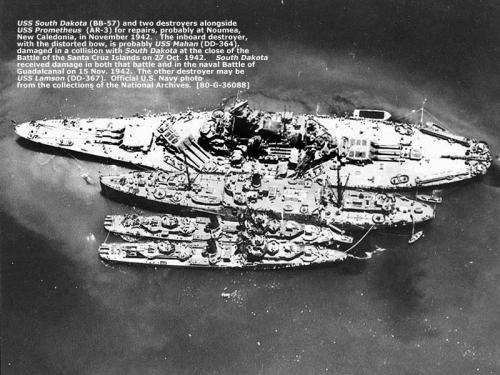 USS South Dakota (BB-57) and two destroyers alongside
USS Prometheus (AR-3) for repairs, probably at Noumea,
New Caledonia, in November 1942. The inboard destroyer,
with the distorted bow, is probably USS Mahan (DD-364),
damaged in a collision with South Dakota at the close of the
Battle of the Santa Cruz Islands on 27 Oct. 1942. South Dakota
received damage in both that battle and in the naval Battle of
Guadalcanal on 15 Nov. 1942. The other destroyer may be
USS Lamson (DD-367). Official U.S. Navy photo
from the collections of the National Archives. [80-G-36088]